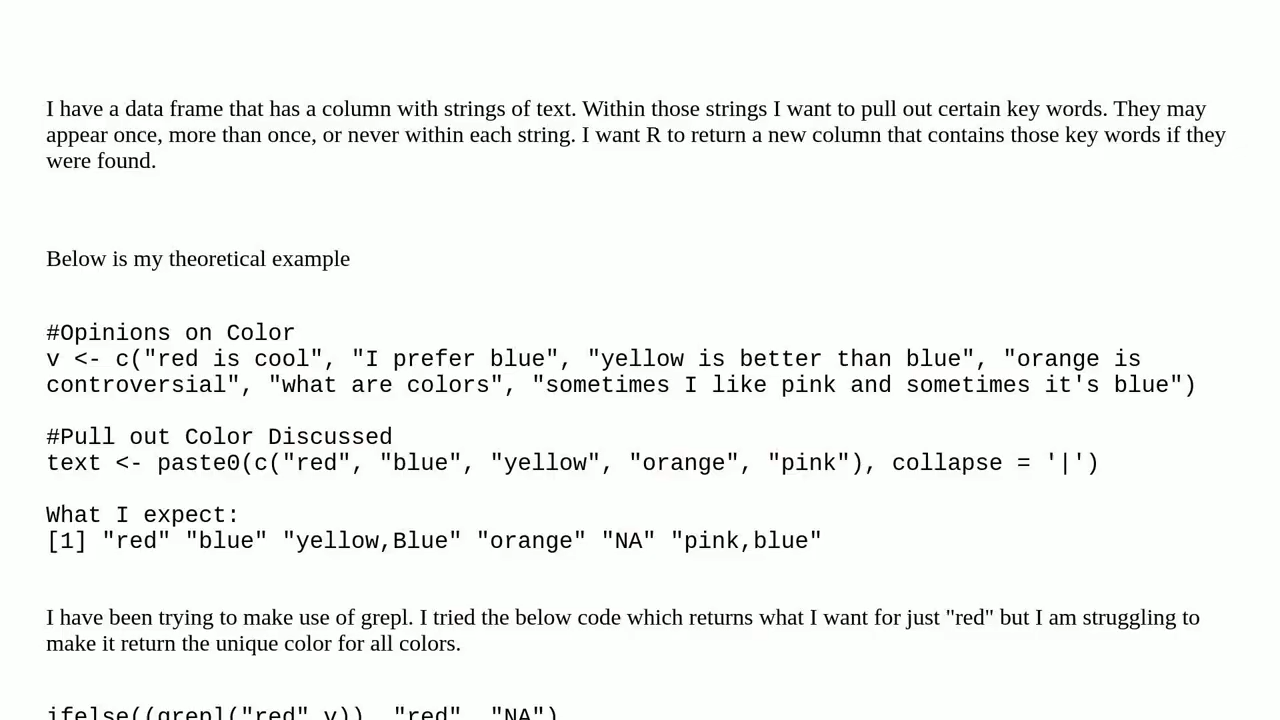 I have a data frame that has a column with strings of text. Within those strings I want to pull out certain key words. They may
appear once, more than once, or never within each string. I want R to return a new column that contains those key words if they
were found.
Below is my theoretical example
#Opinions on Color
v <- c("red is cool", "I prefer blue", "yellow is better than blue", "orange is
controversial", "what are colors", "sometimes I like pink and sometimes it's blue")
#Pull out Color Discussed
text <- paste0(c("red", "blue", "yellow", "orange", "pink"), collapse = '|')
What I expect:
[1] "red" "blue" "yellow,Blue" "orange" "NA" "pink,blue"
I have been trying to make use of grepl. I tried the below code which returns what I want for just "red" but I am struggling to
make it return the unique color for all colors.
ifelse((grepl("red",v)), "red", "NA")